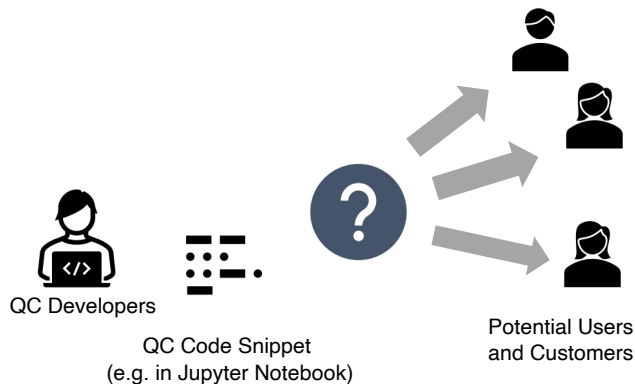 ?
</>
QC Developers
QC Code Snippet
(e.g. in Jupyter Notebook)
Potential Users
and Customers